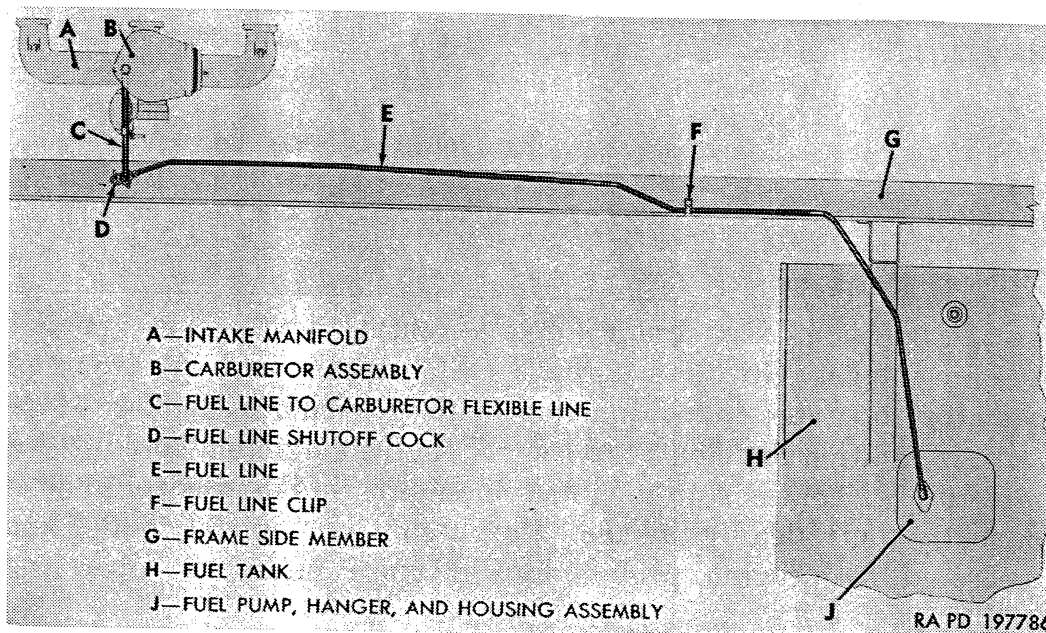 A
B
C
D
E
F
G
H
J
A—INTAKE MANIFOLD
B—CARBURETOR ASSEMBLY
C—FUEL LINE TO CARBURETOR FLEXIBLE LINE
D—FUEL LINE SHUTOFF COCK
E—FUEL LINE
F—FUEL LINE CLIP
G—FRAME SIDE MEMBER
H—FUEL TANK
J—FUEL PUMP, HANGER, AND HOUSING ASSEMBLY
RA PD 197786